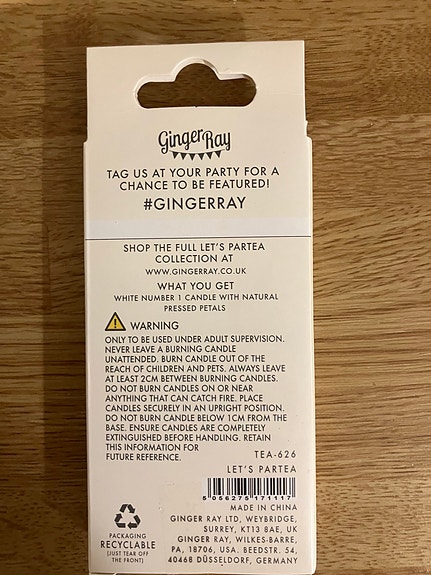 Ginger Ray
TAG US AT YOUR PARTY FOR A
CHANCE TO BE FEATURED!
#GINGERRAY
SHOP THE FULL LET'S PARTEA
COLLECTION AT
WWW.GINGERRAY.CO.UK
WHAT YOU GET
WHITE NUMBER 1 CANDLE WITH NATURAL
PRESSED PETALS
WARNING
ONLY TO BE USED UNDER ADULT SUPERVISION.
NEVER LEAVE A BURNING CANDLE
UNATTENDED. BURN CANDLE OUT OF THE
REACH OF CHILDREN AND PETS. ALWAYS LEAVE
AT LEAST 2CM BETWEEN BURNING CANDLES.
DO NOT BURN CANDLES ON OR NEAR
ANYTHING THAT CAN CATCH FIRE. PLACE
CANDLES SECURELY IN AN UPRIGHT POSITION.
DO NOT BURN CANDLE BELOW 1CM FROM THE
BASE. ENSURE CANDLES ARE COMPLETELY
EXTINGUISHED BEFORE HANDLING. RETAIN
THIS INFORMATION FOR
FUTURE REFERENCE.
TEA-626
LET'S PARTEA
5 056275 171117
MADE IN CHINA
GINGER RAY LTD, WEYBRIDGE,
SURREY, KT13 8AE, UK
GINGER RAY, WILKES-BARRE,
PA, 18706, USA. BEEDSTR. 54,
40468 DÜSSELDORF, GERMANY
PACKAGING
RECYCLABLE
(JUST TEAR OFF
THE FRONT)